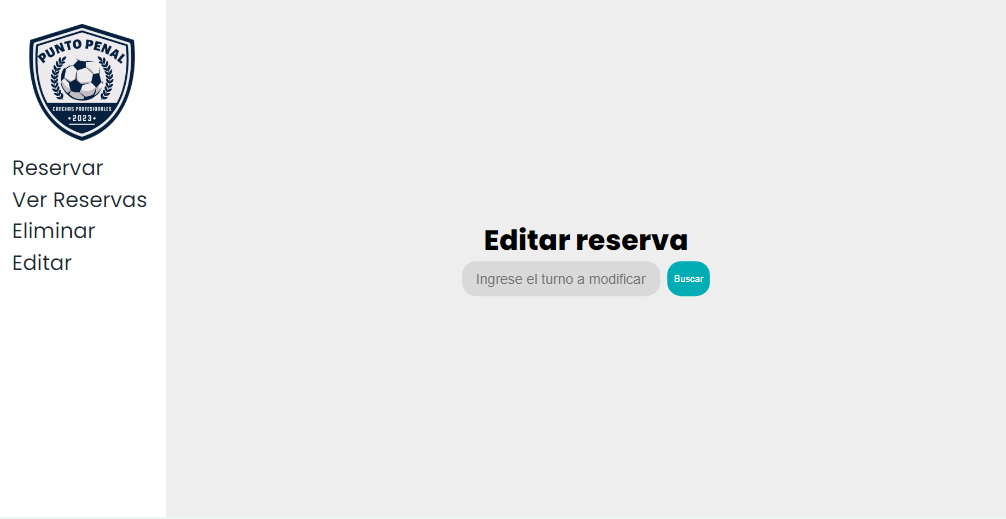 PUNTO PENAL
CANCHAS PROFESIONALES
•2023•
Reservar
Ver Reservas
Eliminar
Editar
Editar reserva
Ingrese el turno a modificar
Buscar